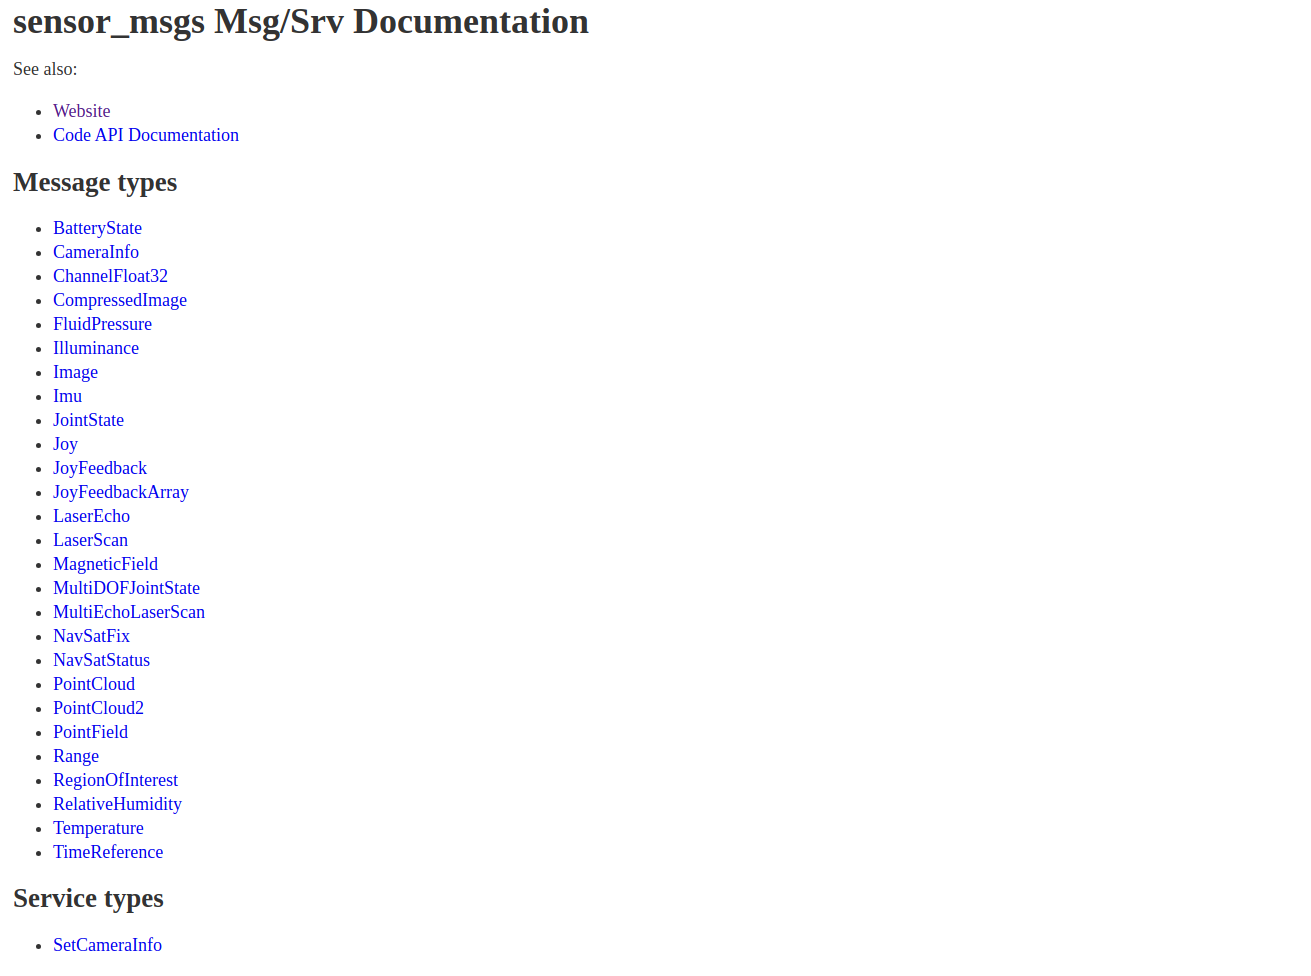 sensor_msgs Msg/Srv Documentation
See also:
Website
Code API Documentation
Message types
BatteryState
CameraInfo
ChannelFloat32
CompressedImage
FluidPressure
Illuminance
Image
Imu
JointState
Joy
JoyFeedback
JoyFeedbackArray
LaserEcho
LaserScan
MagneticField
MultiDOFJointState
MultiEchoLaserScan
NavSatFix
NavSatStatus
PointCloud
PointCloud2
PointField
Range
RegionOfInterest
RelativeHumidity
Temperature
TimeReference
Service types
SetCameraInfo